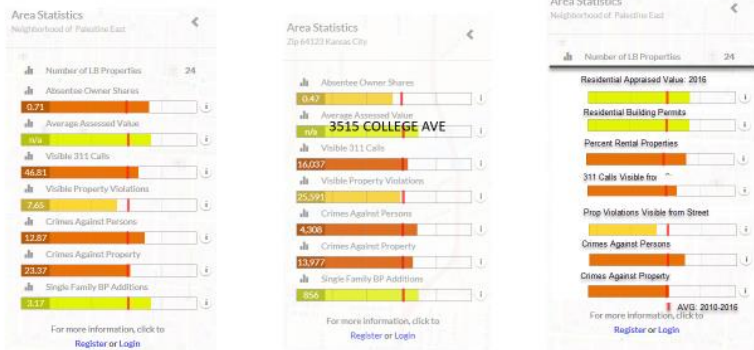 Area Statistics
Neighborhood of Palestine East
Number of LB Properties 24
Absentee Owner Shares
0.71
Average Assessed Value
n/a
Visible 311 Calls
46.81
Visible Property Violations
7.65
Crimes Against Persons
12.87
Crimes Against Property
23.37
Single Family BP Additions
3.17
For more information, click to
Register or Login
Area Statistics
Zip 64123 Kansas City
Absentee Owner Shares
0.47
Average Assessed Value
n/a
3515 COLLEGE AVE
Visible 311 Calls
16,037
Visible Property Violations
25,591
Crimes Against Persons
4,308
Crimes Against Property
13,977
Single Family BP Additions
856
For more information, click to
Register or Login
Area Statistics
Neighborhood of Palestine East
Number of LB Properties 24
Residential Appraised Value: 2016
Residential Building Permits
Percent Rental Properties
311 Calls Visible fro
Prop Violations Visible from Street
Crimes Against Persons
Crimes Against Property
AVG: 2010-2016
For more information, click to
Register or Login